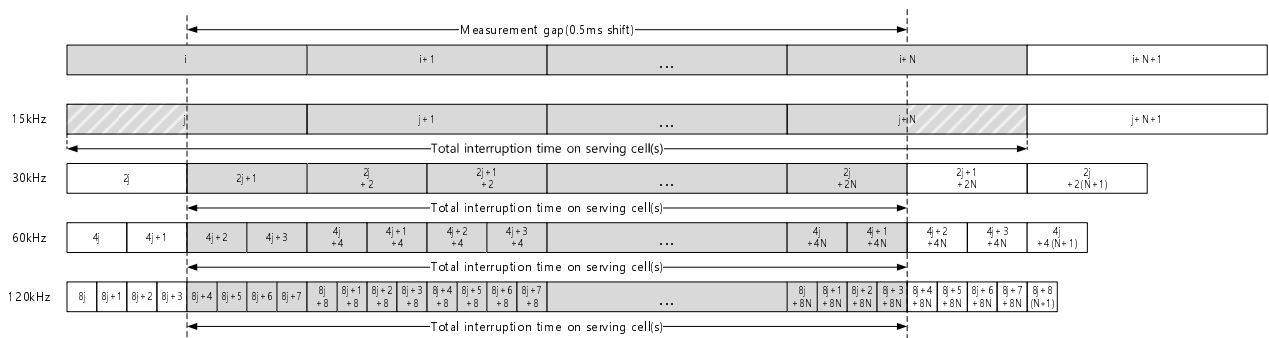 Measurement gap(0.5ms shift)
i i+1 ... i+N i+N+1
15kHz j j+1 ... j+N j+N+1
Total interruption time on serving cell(s)
30kHz 2j 2j+1 2j 2j+1 ... 2j 2j+1 2j
+2 +2 +2N +2N +2(N+1)
Total interruption time on serving cell(s)
60kHz 4j 4j+1 4j+2 4j+3 4j 4j+1 4j+2 4j+3 ... 4j 4j+1 4j+2 4j+3 4j
+4 +4 +4 +4 +4N +4N +4N +4N +4(N+1)
Total interruption time on serving cell(s)
120kHz 8j 8j+1 8j+2 8j+3 8j+4 8j+5 8j+6 8j+7 8j 8j+1 8j+2 8j+3 8j+4 8j+5 8j+6 8j+7 ... 8j 8j+1 8j+2 8j+3 8j+4 8j+5 8j+6 8j+7 8j+8
+8 +8 +8 +8 +8 +8 +8 +8 +8N +8N +8N +8N +8N +8N +8N +8N (N+1)
Total interruption time on serving cell(s)